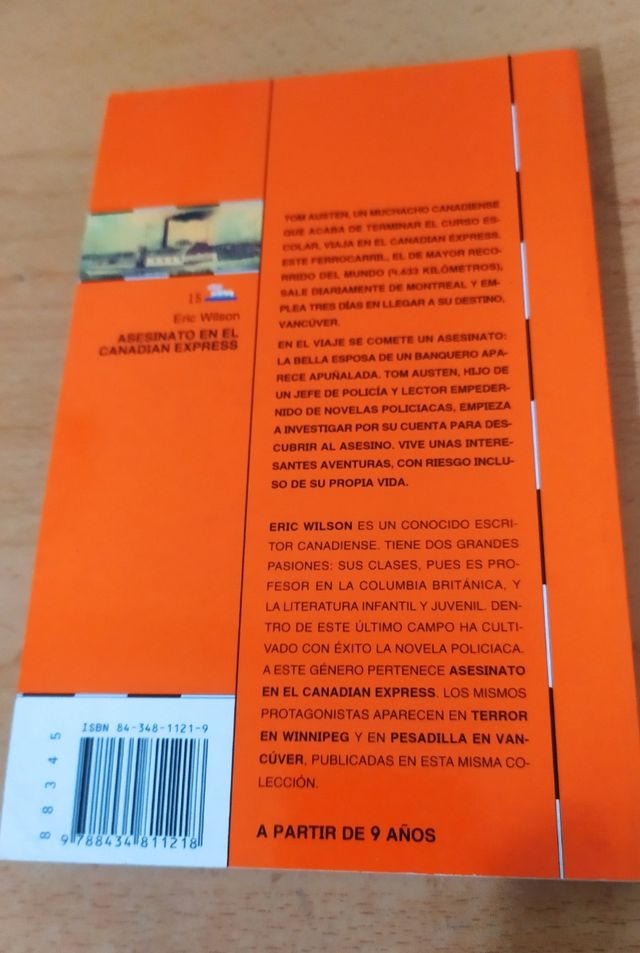 15
Eric Wilson
ASESINATO EN EL
CANADIAN EXPRESS
TOM AUSTEN, UN MUCHACHO CANADIENSE
QUE ACABA DE TERMINAR EL CURSO ES-
COLAR, VIAJA EN EL CANADIAN EXPRESS.
ESTE FERROCARRIL, EL DE MAYOR RECO-
RRIDO DEL MUNDO (4.633 KILÓMETROS),
SALE DIARIAMENTE DE MONTREAL Y EM-
PLEA TRES DÍAS EN LLEGAR A SU DESTINO,
VANCÚVER.
EN EL VIAJE SE COMETE UN ASESINATO:
LA BELLA ESPOSA DE UN BANQUERO APA-
RECE APUÑALADA. TOM AUSTEN, HIJO DE
UN JEFE DE POLICÍA Y LECTOR EMPEDER-
NIDO DE NOVELAS POLICIACAS, EMPIEZA
A INVESTIGAR POR SU CUENTA PARA DES-
CUBRIR AL ASESINO. VIVE UNAS INTERE-
SANTES AVENTURAS, CON RIESGO INCLU-
SO DE SU PROPIA VIDA.
ERIC WILSON ES UN CONOCIDO ESCRI-
TOR CANADIENSE. TIENE DOS GRANDES
PASIONES: SUS CLASES, PUES ES PRO-
FESOR EN LA COLUMBIA BRITÁNICA, Y
LA LITERATURA INFANTIL Y JUVENIL. DEN-
TRO DE ESTE ÚLTIMO CAMPO HA CULTI-
VADO CON ÉXITO LA NOVELA POLICIACA.
A ESTE GÉNERO PERTENECE ASESINATO
EN EL CANADIAN EXPRESS. LOS MISMOS
PROTAGONISTAS APARECEN EN TERROR
EN WINNIPEG Y EN PESADILLA EN VAN-
CÚVER, PUBLICADAS EN ESTA MISMA CO-
LECCIÓN.
A PARTIR DE 9 AÑOS
ISBN 84-348-1121-9
88345
9 788434 811218